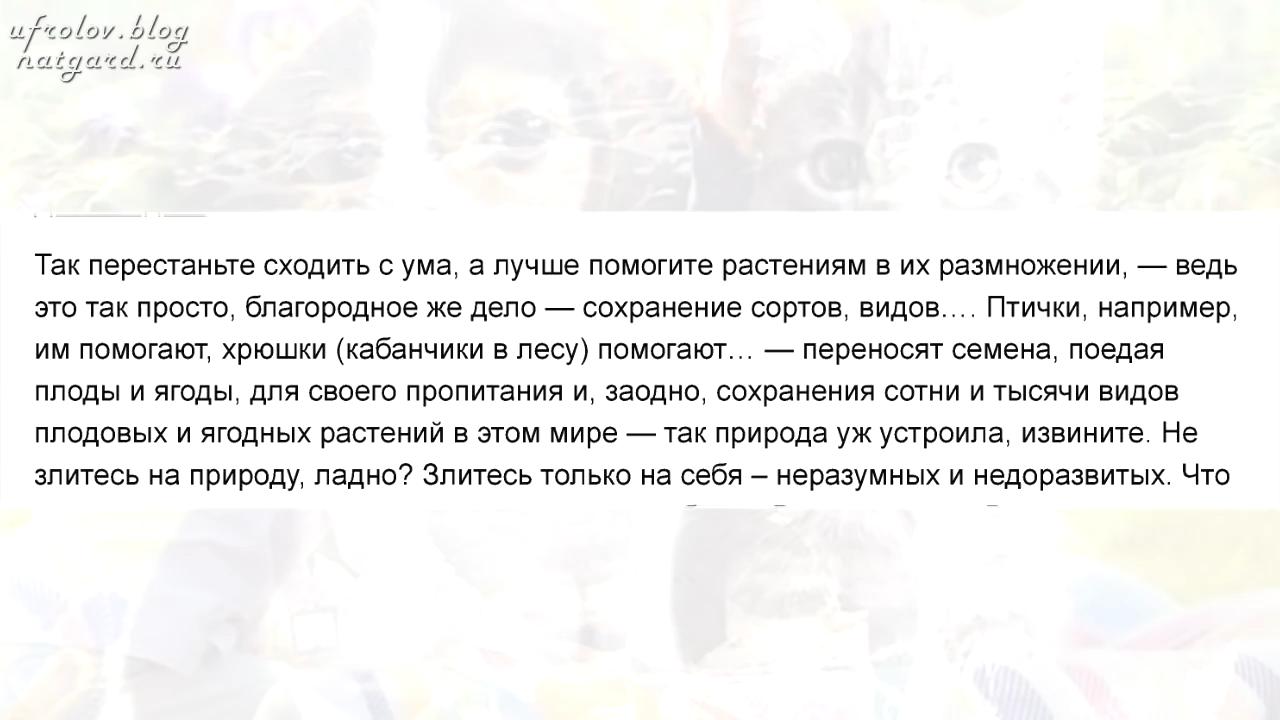 ufrolov.blog
natgard.ru
Так перестаньте сходить с ума, а лучше помогите растениям в их размножении, — ведь
это так просто, благородное же дело — сохранение сортов, видов…. Птички, например,
им помогают, хрюшки (кабанчики в лесу) помогают… — переносят семена, поедая
плоды и ягоды, для своего пропитания и, заодно, сохранения сотни и тысячи видов
плодовых и ягодных растений в этом мире — так природа уж устроила, извините. Не
злитесь на природу, ладно? Злитесь только на себя – неразумных и недоразвитых. Что